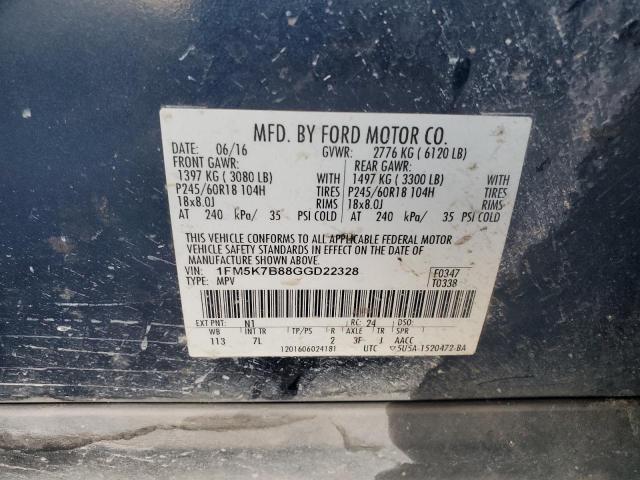 MFD. BY FORD MOTOR CO.
DATE: 06/16 GVWR: 2776 KG ( 6120 LB)
FRONT GAWR: REAR GAWR:
1397 KG ( 3080 LB) 1497 KG ( 3300 LB)
P245/60R18 104H TIRES P245/60R18 104H TIRES
18x8.0J RIMS 18x8.0J RIMS
AT 240 kPa/ 35 PSI COLD AT 240 kPa/ 35 PSI COLD
THIS VEHICLE CONFORMS TO ALL APPLICABLE FEDERAL MOTOR
VEHICLE SAFETY STANDARDS IN EFFECT ON THE DATE OF
MANUFACTURE SHOWN ABOVE.
VIN: 1FM5K7B88GGD22328 F0347
TYPE: MPV T0338
EXT PNT: N1 RC: 24 DSO:
WB INT TR TP/PS R AXLE TR SPR
113 7L 2 3F J AACC
1201606024181 UTC 5U5A-1520472-BA